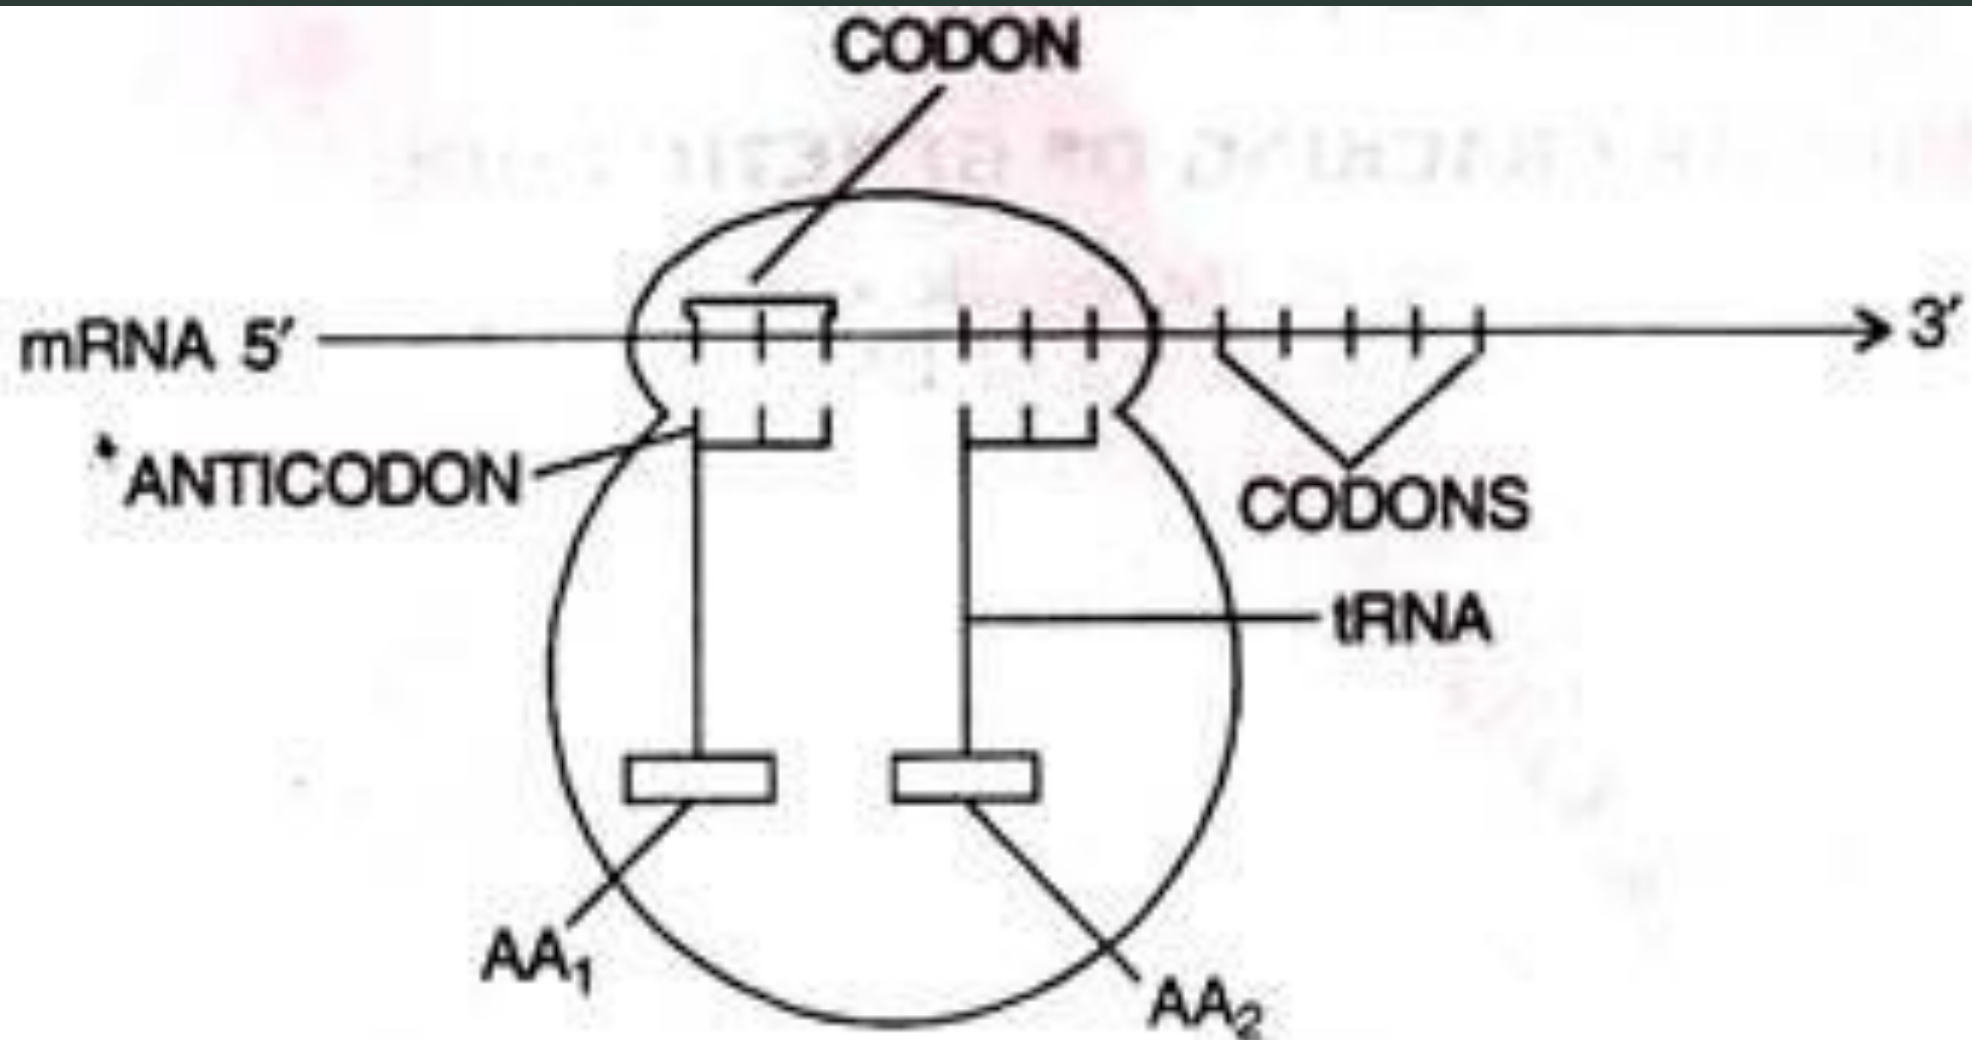 CODON
mRNA 5′
3′
*ANTICODON
CODONS
tRNA
AA₁
AA₂